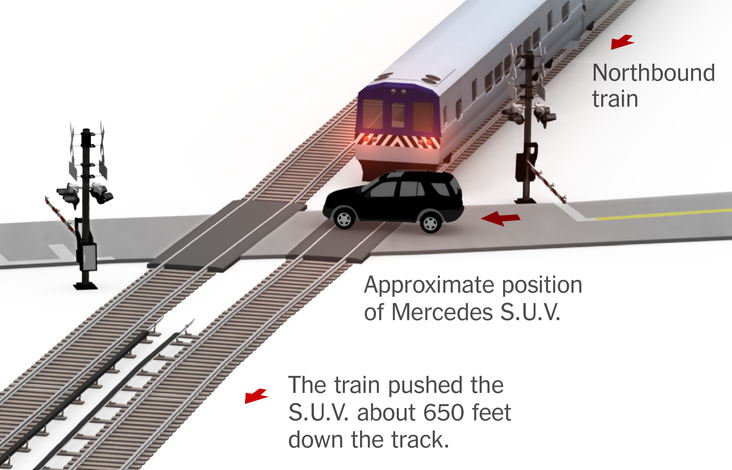 Northbound
train
Approximate position
of Mercedes S.U.V.
The train pushed the
S.U.V. about 650 feet
down the track.